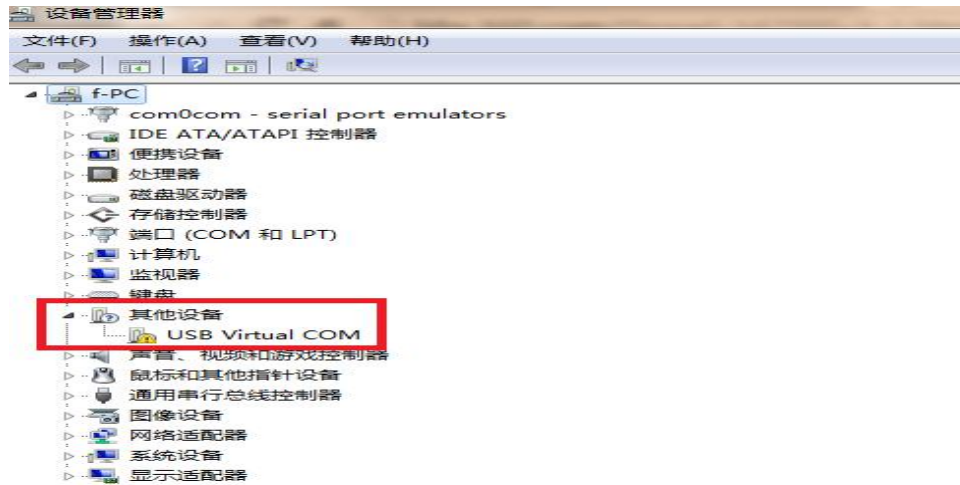 设备管理器
文件(F) 操作(A) 查看(V) 帮助(H)
f-PC
com0com - serial port emulators
IDE ATA/ATAPI 控制器
便携设备
处理器
磁盘驱动器
存储控制器
端口 (COM 和 LPT)
计算机
监视器
键盘
其他设备
USB Virtual COM
声音、视频和游戏控制器
鼠标和其他指针设备
通用串行总线控制器
图像设备
网络适配器
系统设备
显示适配器